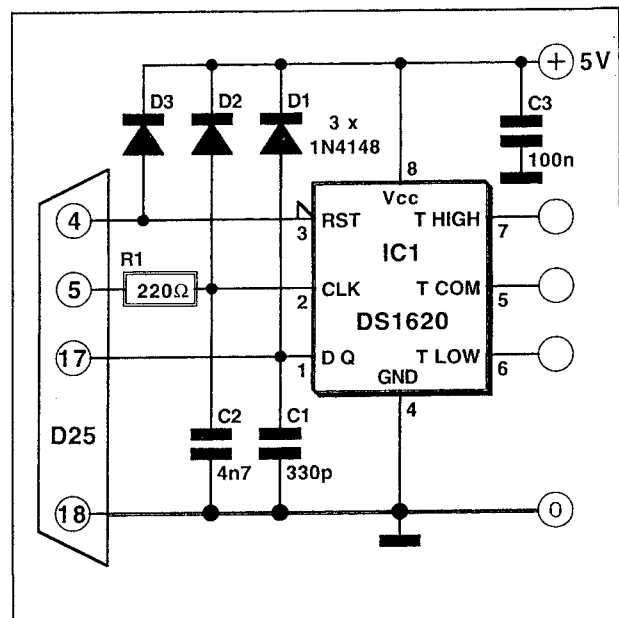 + 5V
D3 D2 D1
3 x
1N4148
C3
100n
8
Vcc
4
3 RST T HIGH 7
IC1
R1
5 220Ω 2 CLK T COM 5
DS1620
17 1 DQ T LOW 6
GND
4
D25
C2 C1
4n7 330p
18 0